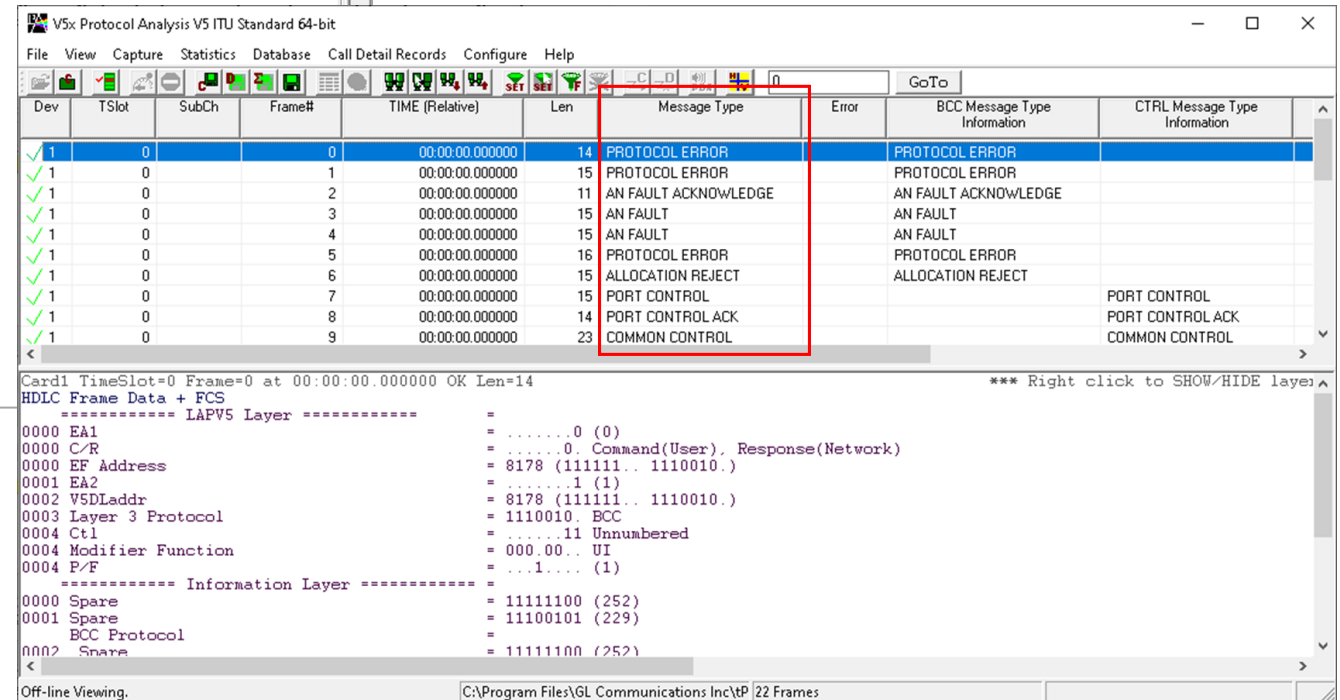 V5x Protocol Analysis V5 ITU Standard 64-bit
File View Capture Statistics Database Call Detail Records Configure Help
SET SET F C D 0 GoTo
Dev TSlot SubCh Frame# TIME (Relative) Len Message Type Error BCC Message Type Information CTRL Message Type Information
1 0 0 00:00:00.000000 14 PROTOCOL ERROR PROTOCOL ERROR
1 0 1 00:00:00.000000 15 PROTOCOL ERROR PROTOCOL ERROR
1 0 2 00:00:00.000000 11 AN FAULT ACKNOWLEDGE AN FAULT ACKNOWLEDGE
1 0 3 00:00:00.000000 15 AN FAULT AN FAULT
1 0 4 00:00:00.000000 15 AN FAULT AN FAULT
1 0 5 00:00:00.000000 16 PROTOCOL ERROR PROTOCOL ERROR
1 0 6 00:00:00.000000 15 ALLOCATION REJECT ALLOCATION REJECT
1 0 7 00:00:00.000000 15 PORT CONTROL PORT CONTROL
1 0 8 00:00:00.000000 14 PORT CONTROL ACK PORT CONTROL ACK
1 0 9 00:00:00.000000 23 COMMON CONTROL COMMON CONTROL
Card1 TimeSlot=0 Frame=0 at 00:00:00.000000 OK Len=14 *** Right click to SHOW/HIDE layer
HDLC Frame Data + FCS
============ LAPV5 Layer ============ =
0000 EA1 = .......0 (0)
0000 C/R = ......0. Command(User), Response(Network)
0000 EF Address = 8178 (111111.. 1110010.)
0001 EA2 = .......1 (1)
0002 V5DLaddr = 8178 (111111.. 1110010.)
0003 Layer 3 Protocol = 1110010. BCC
0004 Ctl = ......11 Unnumbered
0004 Modifier Function = 000.00.. UI
0004 P/F = ...1.... (1)
============ Information Layer ============ =
0000 Spare = 11111100 (252)
0001 Spare = 11100101 (229)
BCC Protocol =
0002 Spare = 11111100 (252)
Off-line Viewing. C:\Program Files\GL Communications Inc\tP 22 Frames